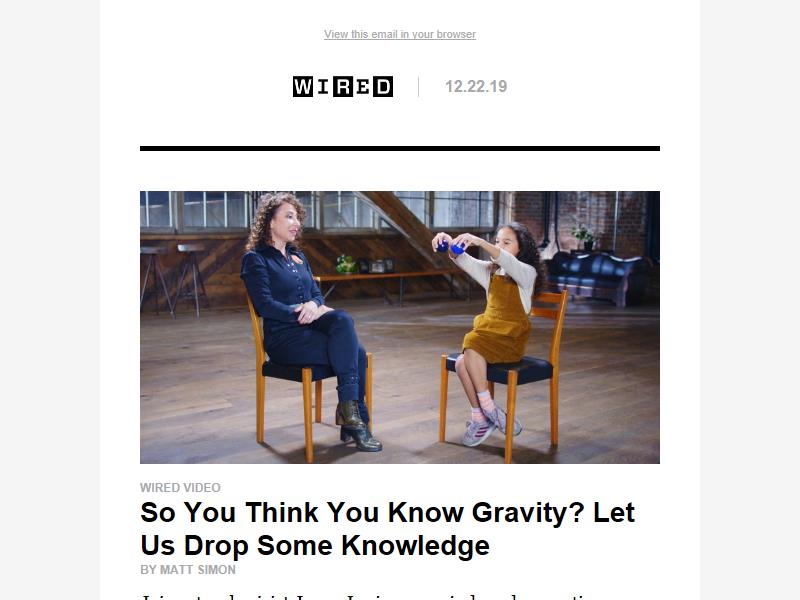 View this email in your browser
WIRED | 12.22.19
WIRED VIDEO
So You Think You Know Gravity? Let
Us Drop Some Knowledge
BY MATT SIMON